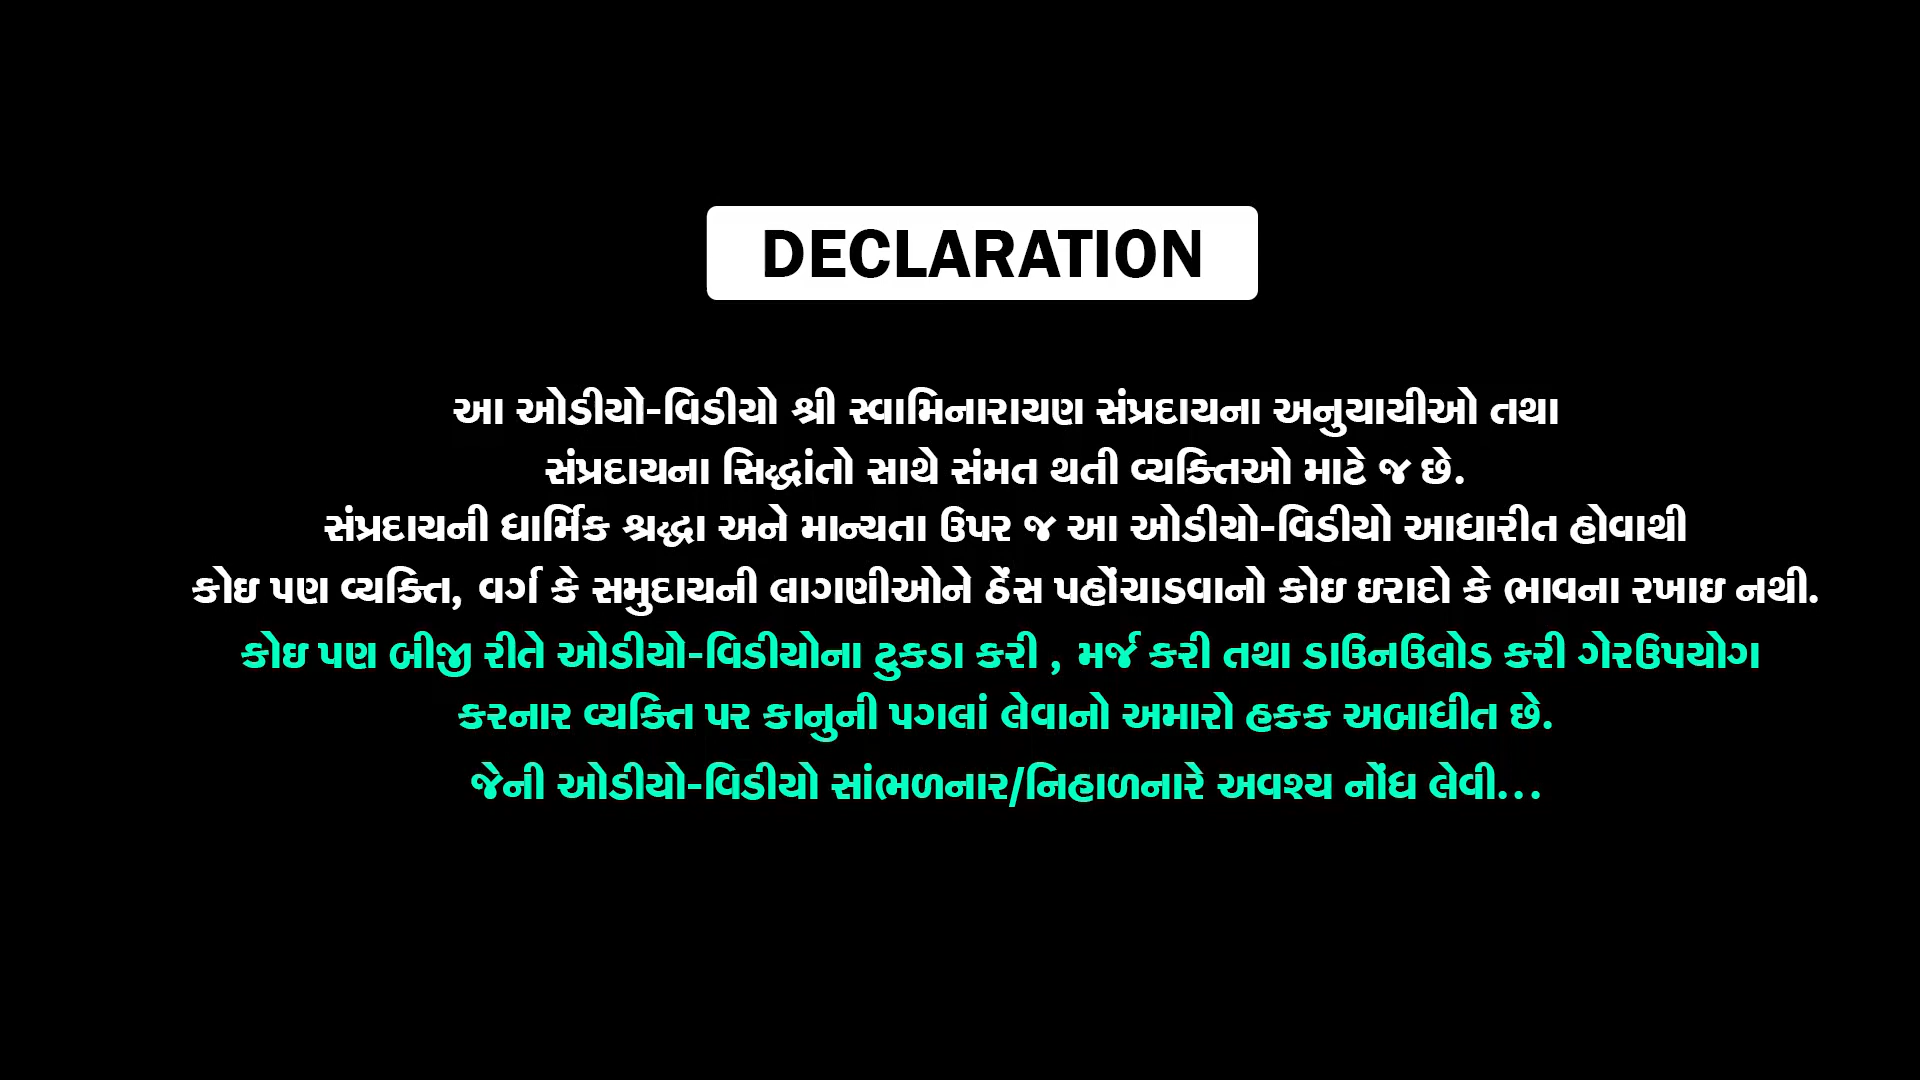 DECLARATION
આ ઓડીયો-વિડીયો શ્રી સ્વામિનારાયણ સંપ્રદાયના અનુયાયીઓ તથા
સંપ્રદાયના સિદ્ધાંતો સાથે સંમત થતી વ્યક્તિઓ માટે જ છે.
સંપ્રદાયની ધાર્મિક શ્રદ્ધા અને માન્યતા ઉપર જ આ ઓડીયો-વિડીયો આધારીત હોવાથી
કોઇ પણ વ્યક્તિ, વર્ગ કે સમુદાયની લાગણીઓને ઠેંસ પહોંચાડવાનો કોઇ ઇરાદો કે ભાવના રખાઇ નથી.
કોઇ પણ બીજી રીતે ઓડીયો-વિડીયોના ટુકડા કરી , મર્જ કરી તથા ડાઉનઉલોડ કરી ગેરઉપયોગ
કરનાર વ્યક્તિ પર કાનુની પગલાં લેવાનો અમારો હકક અબાધીત છે.
જેની ઓડીયો-વિડીયો સાંભળનાર/નિહાળનારે અવશ્ય નોંધ લેવી...